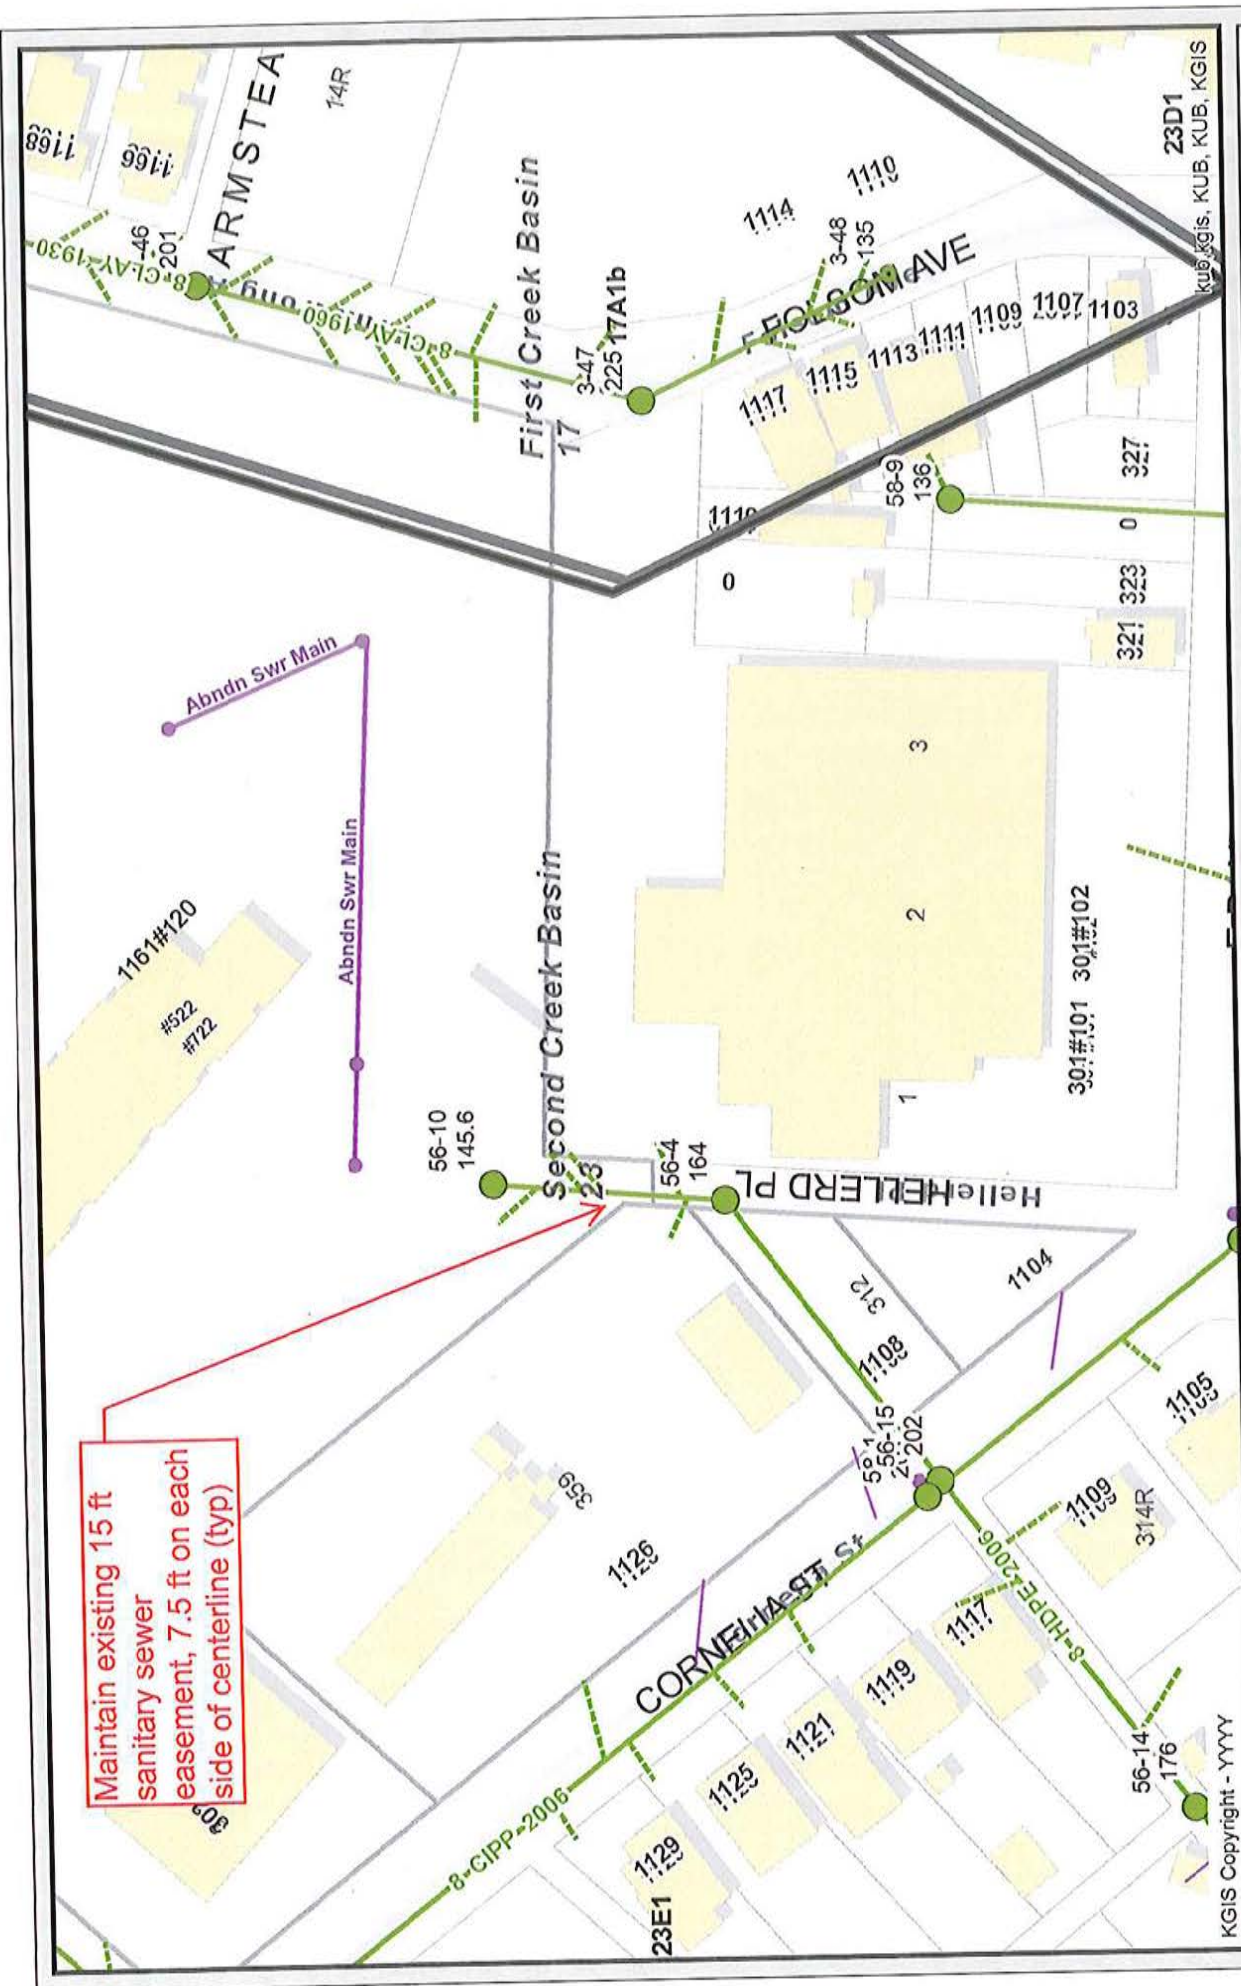 Maintain existing 15 ft
sanitary sewer
easement, 7.5 ft on each
side of centerline (typ)
1161#120
#522
#722
Abndn Swr Main
Abndn Swr Main
8-CLAY-1930
1168
1166
201
ARMSTEA
14R
8-CLAY-1960
First Creek Basin
17
17A1b
3-47
225
1114
1110
3-48
135
FOLSOM AVE
23D1
56-10
145.6
Second Creek Basin
23
56-4
164
HELLERD PL
1117
1115
1113
1111
1109
1107
1103
58-9
136
0
321
323
0
327
3
2
1
301#101
301#102
359
1126
312
1108
1104
56-15
202
CORNELIA ST
8-CIPP-2006
8-HDPE-2006
1129
1125
1121
1119
1117
1109
314R
1105
56-14
176
23E1
KGIS Copyright - YYYY
kub.kgis, KUB, KUB, KGIS